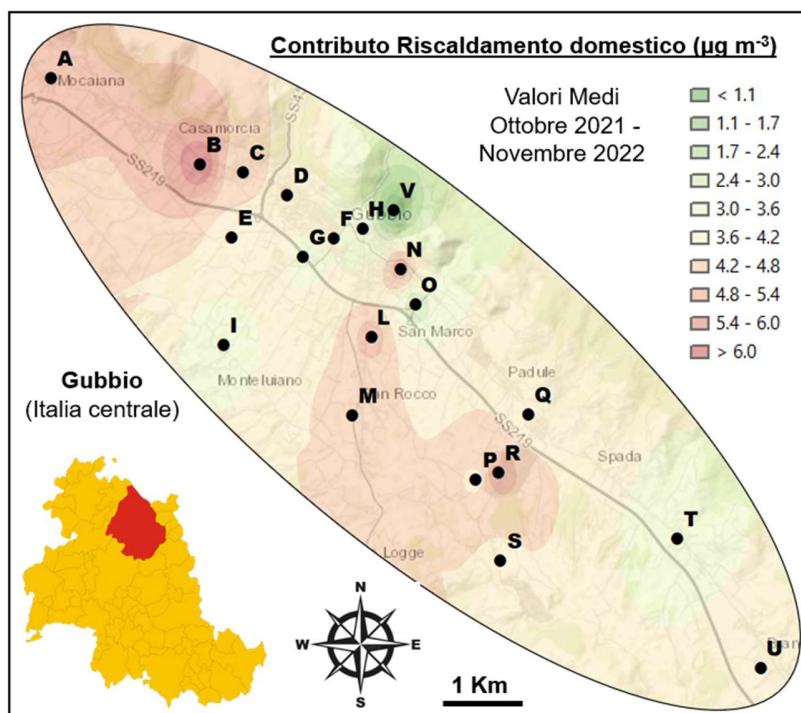 Contributo Riscaldamento domestico (µg m-³)
Valori Medi
Ottobre 2021 -
Novembre 2022
< 1.1
1.1 - 1.7
1.7 - 2.4
2.4 - 3.0
3.0 - 3.6
3.6 - 4.2
4.2 - 4.8
4.8 - 5.4
5.4 - 6.0
> 6.0
A
Mocaiana
Casamorcia
B
C
D
SS219
E
F
H
V
Gubbio
G
N
O
L
San Marco
I
Monteluiano
M
San Rocco
Padule
Q
SS219
P
R
Spada
T
S
Logge
U
Gubbio
(Italia centrale)
N
W
E
S
1 Km